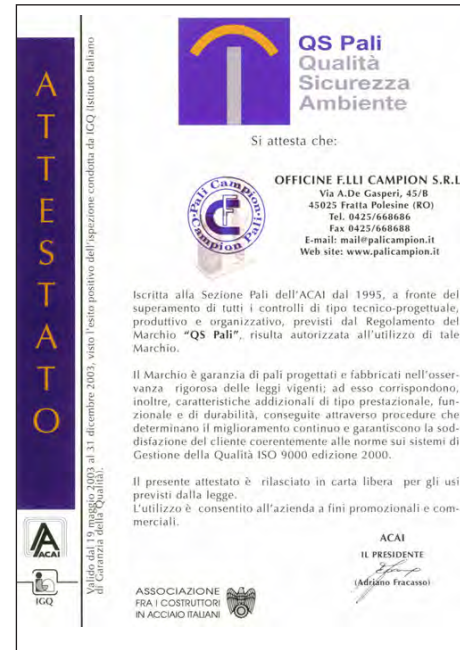 ATTESTATO
Valido dal 19 maggio 2003 al 31 dicembre 2003, visto l'esito positivo dell'ispezione condotta da IGQ (Istituto Italiano
di Garanzia della Qualità).
ACAI
IGQ
QS Pali
Qualità
Sicurezza
Ambiente
Si attesta che:
Pali Campion
Campion Pali
OFFICINE F.LLI CAMPION S.R.L
Via A.De Gasperi, 45/B
45025 Fratta Polesine (RO)
Tel. 0425/668686
Fax 0425/668688
E-mail: mail@palicampion.it
Web site: www.palicampion.it
Iscritta alla Sezione Pali dell'ACAI dal 1995, a fronte del
superamento di tutti i controlli di tipo tecnico-progettuale,
produttivo e organizzativo, previsti dal Regolamento del
Marchio "QS Pali", risulta autorizzata all'utilizzo di tale
Marchio.
Il Marchio è garanzia di pali progettati e fabbricati nell'osser-
vanza rigorosa delle leggi vigenti; ad esso corrispondono,
inoltre, caratteristiche addizionali di tipo prestazionale, fun-
zionale e di durabilità, conseguite attraverso procedure che
determinano il miglioramento continuo e garantiscono la sod-
disfazione del cliente coerentemente alle norme sui sistemi di
Gestione della Qualità ISO 9000 edizione 2000.
Il presente attestato è rilasciato in carta libera per gli usi
previsti dalla legge.
L'utilizzo è consentito all'azienda a fini promozionali e com-
merciali.
ACAI
IL PRESIDENTE
(Adriano Fracasso)
ASSOCIAZIONE
FRA I COSTRUTTORI
IN ACCIAIO ITALIANI